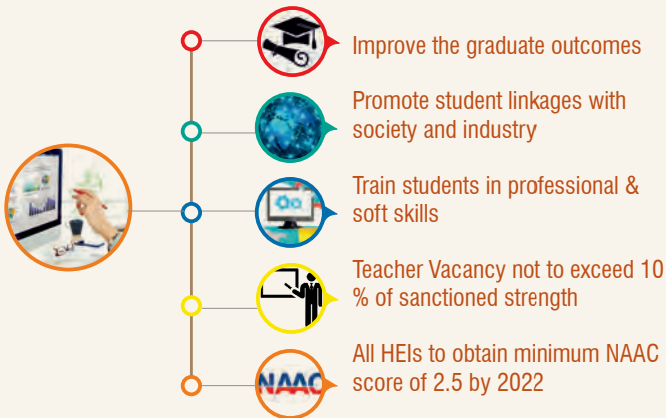 Improve the graduate outcomes
Promote student linkages with
society and industry
Train students in professional &
soft skills
Teacher Vacancy not to exceed 10
% of sanctioned strength
NAAC
All HEIs to obtain minimum NAAC
score of 2.5 by 2022